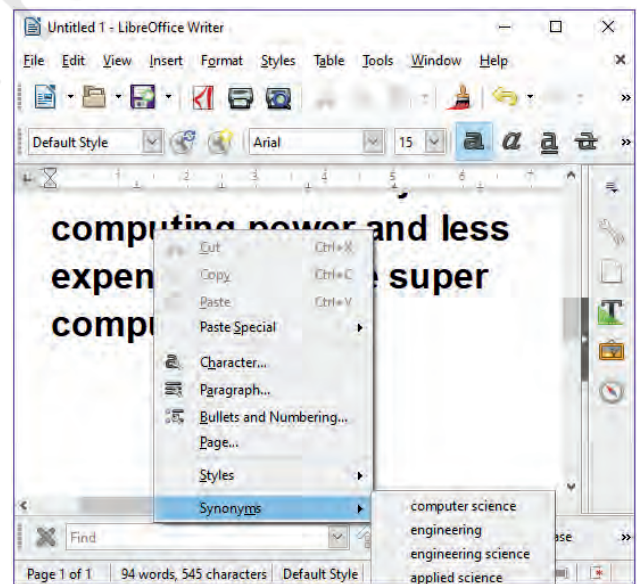 Untitled 1 - LibreOffice Writer
File Edit View Insert Format Styles Table Tools Window Help
Default Style Arial 15 a a a
computing power and less
expen super
compu
Cut Ctrl+X
Copy Ctrl+C
Paste Ctrl+V
Paste Special
Character...
Paragraph...
Bullets and Numbering...
Page...
Styles
Synonyms
computer science
engineering
engineering science
applied science
Find
Page 1 of 1 94 words, 545 characters Default Style